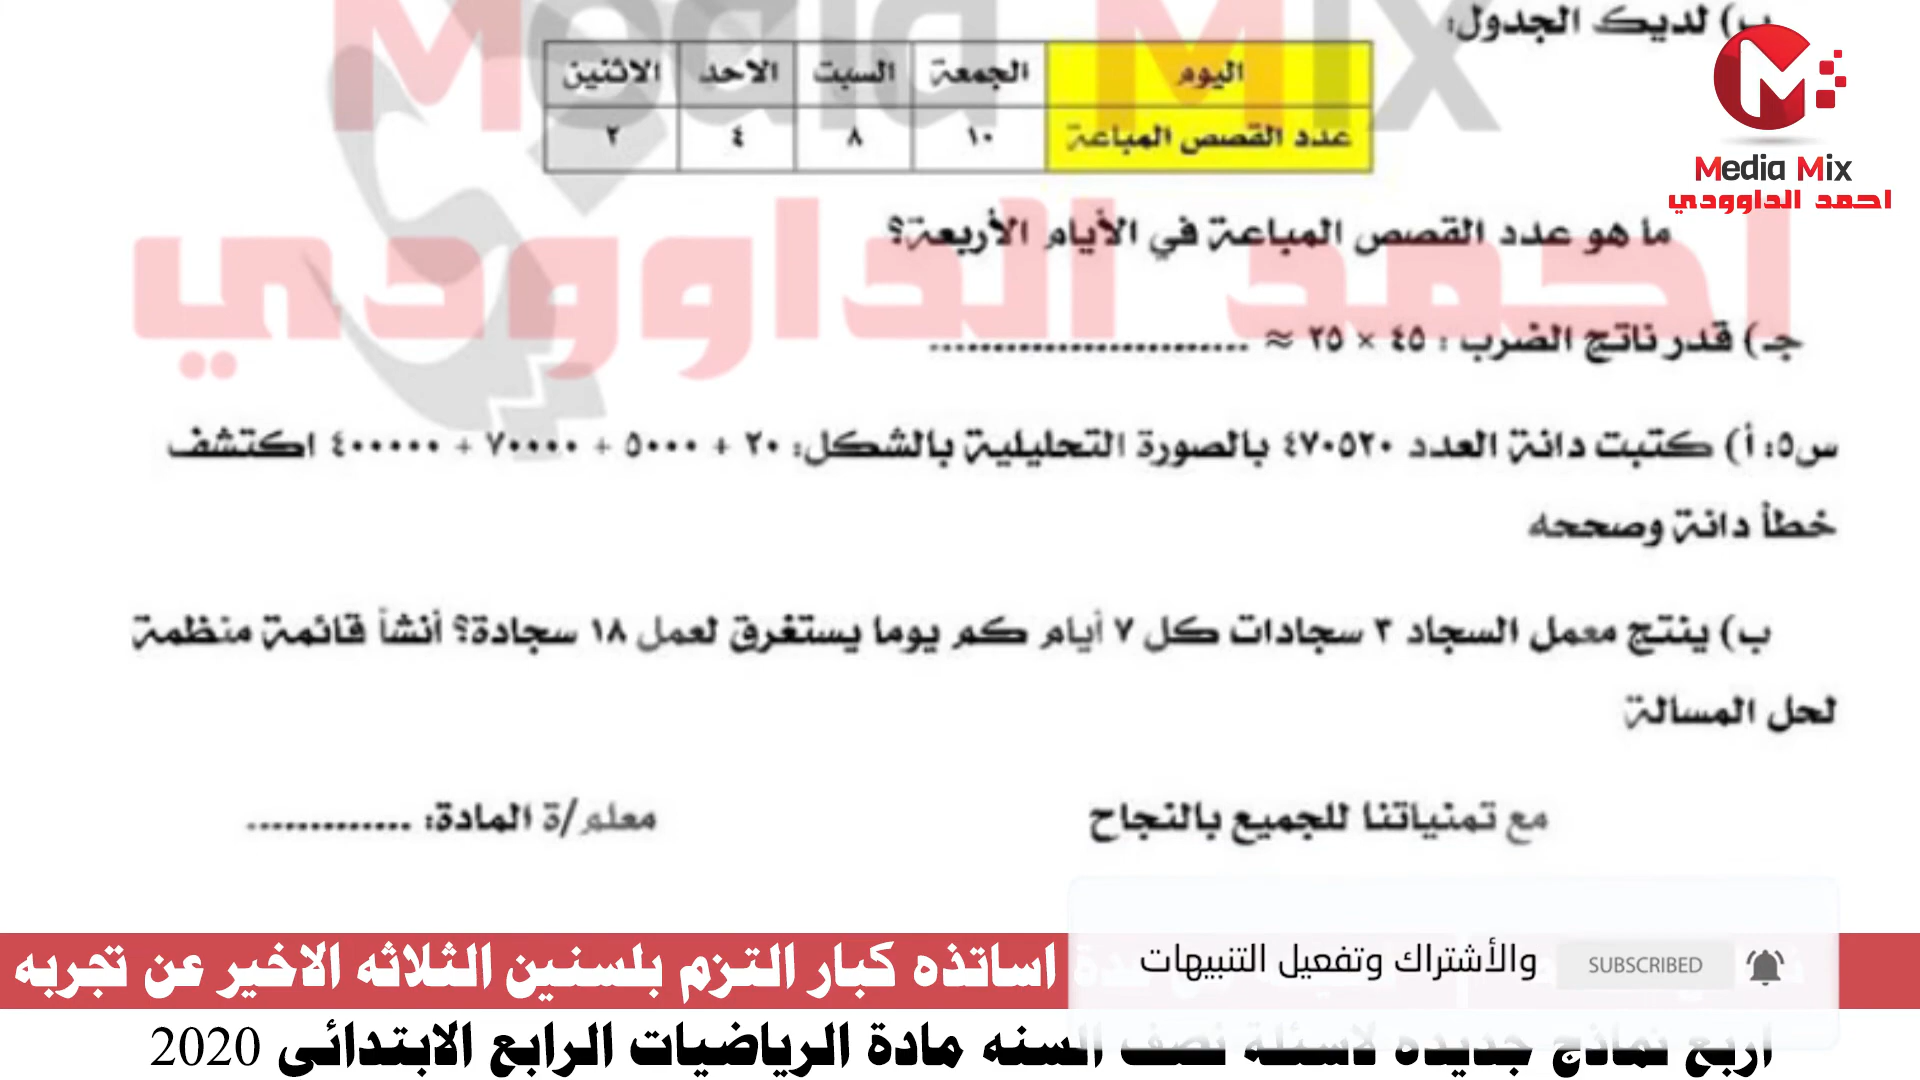 ب) لديك الجدول:
اليوم الجمعة السبت الاحد الاثنين
عدد القصص المباعة ١٠ ٨ ٤ ٢
Media Mix
احمد الداوودي
Media Mix
احمد الداوودي
ما هو عدد القصص المباعة في الأيام الأربعة؟
جـ) قدر ناتج الضرب : ٤٥ × ٢٥ ≈ ..........................
س٥: أ) كتبت دانة العدد ٤٧٠٥٢٠ بالصورة التحليلية بالشكل: ٢٠ + ٥٠٠٠ + ٧٠٠٠٠ + ٤٠٠٠٠٠ اكتشف
خطأ دانة وصححه
ب) ينتج معمل السجاد ٣ سجادات كل ٧ أيام كم يوما يستغرق لعمل ١٨ سجادة؟ أنشأ قائمة منظمة
لحل المسألة
مع تمنياتنا للجميع بالنجاح
معلم/ة المادة: .............
والأشتراك وتفعيل التنبيهات SUBSCRIBED
اساتذه كبار التزم بلسنين الثلاثه الاخير عن تجربه
اربع نماذج جديده لاسئلة نصف السنه مادة الرياضيات الرابع الابتدائى 2020